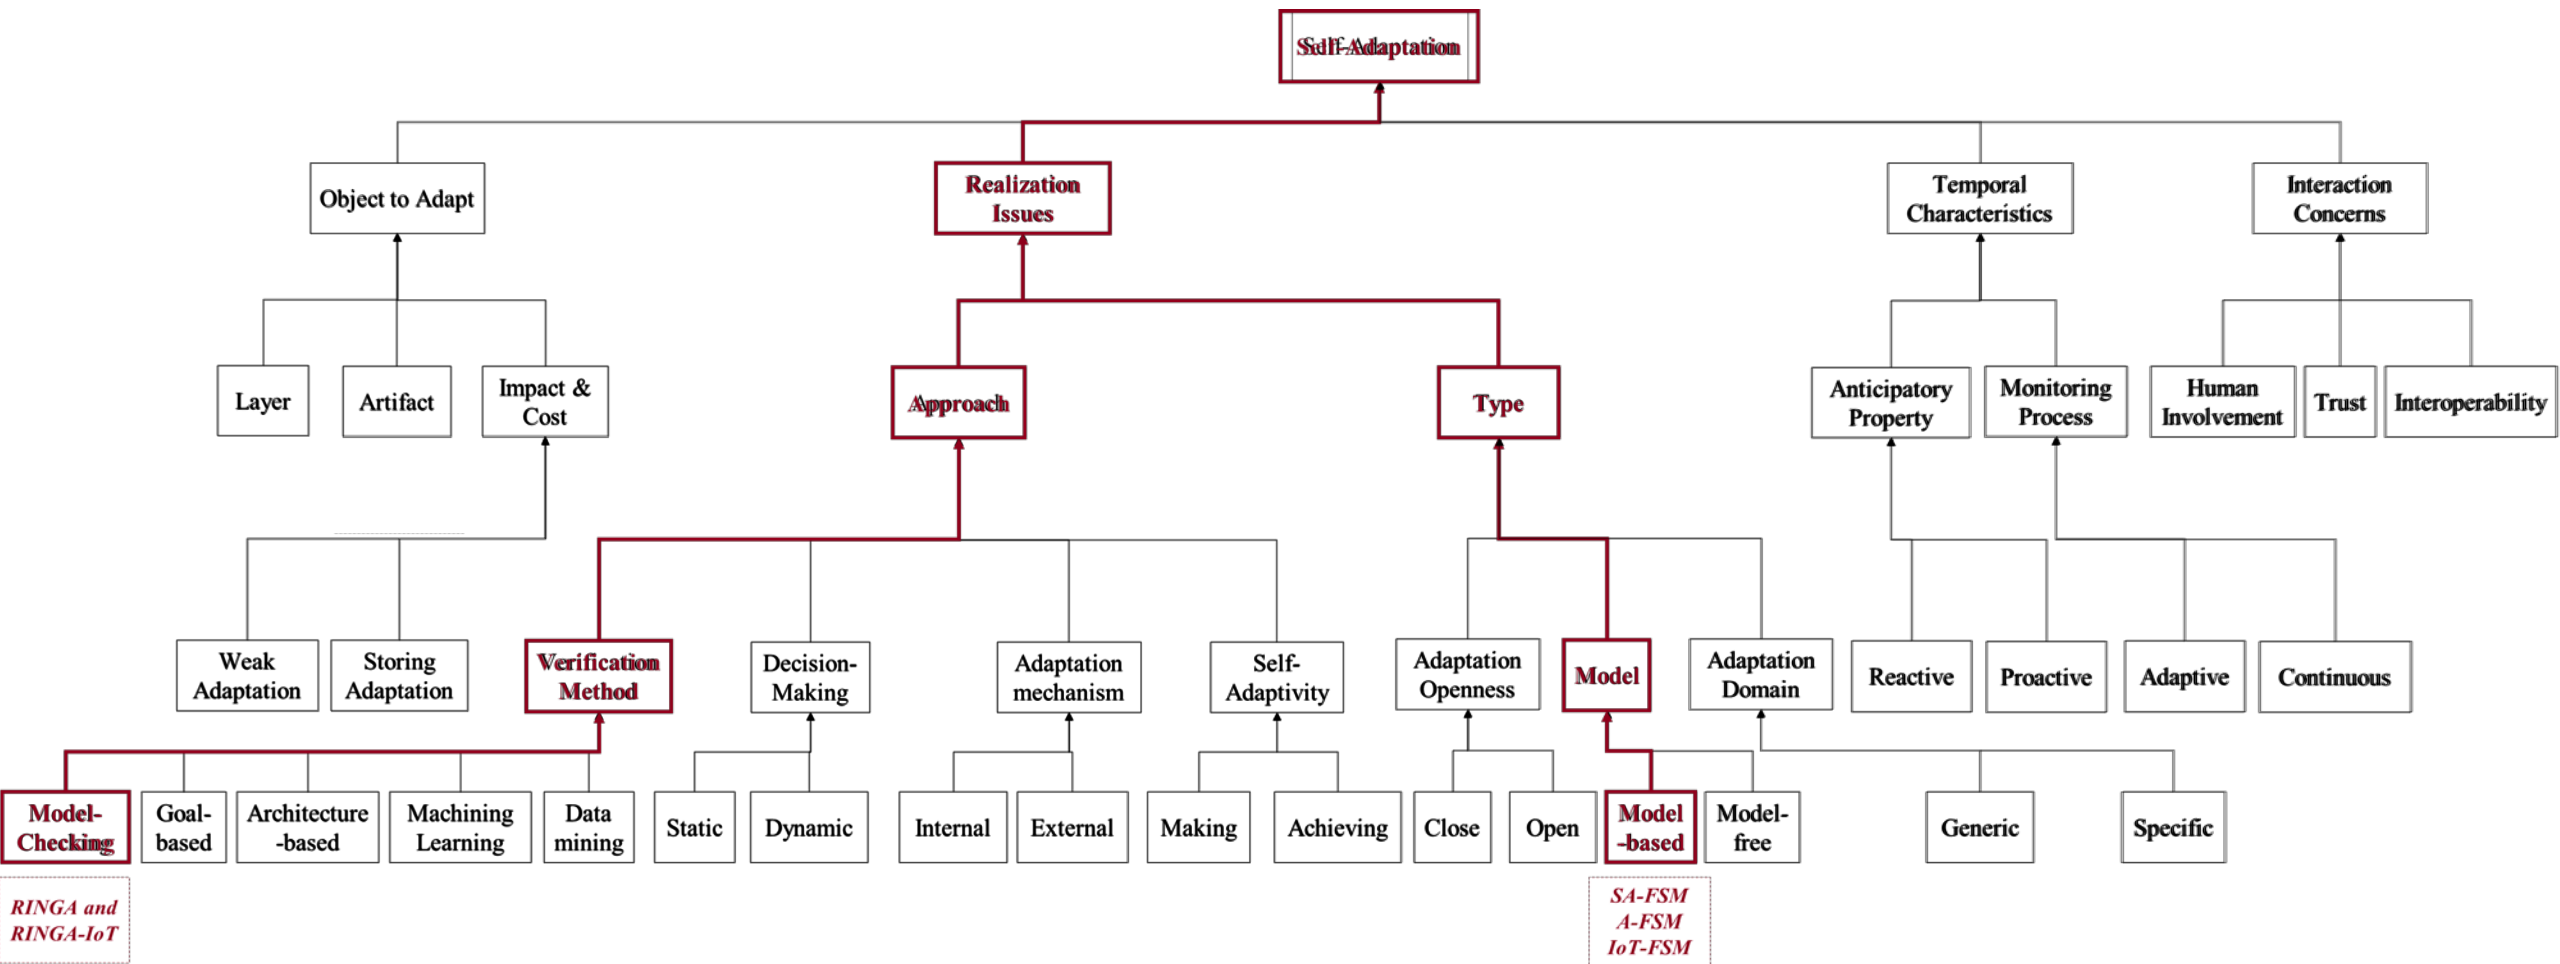 Self-Adaptation
Object to Adapt
Realization
Issues
Temporal
Characteristics
Interaction
Concerns
Layer
Artifact
Impact &
Cost
Approach
Type
Anticipatory
Property
Monitoring
Process
Human
Involvement
Trust
Interoperability
Weak
Adaptation
Storing
Adaptation
Verification
Method
Decision-
Making
Adaptation
mechanism
Self-
Adaptivity
Adaptation
Openness
Model
Adaptation
Domain
Reactive
Proactive
Adaptive
Continuous
Model-
Checking
Goal-
based
Architecture
-based
Machining
Learning
Data
mining
Static
Dynamic
Internal
External
Making
Achieving
Close
Open
Model
-based
Model-
free
Generic
Specific
RINGA and
RINGA-IoT
SA-FSM
A-FSM
IoT-FSM